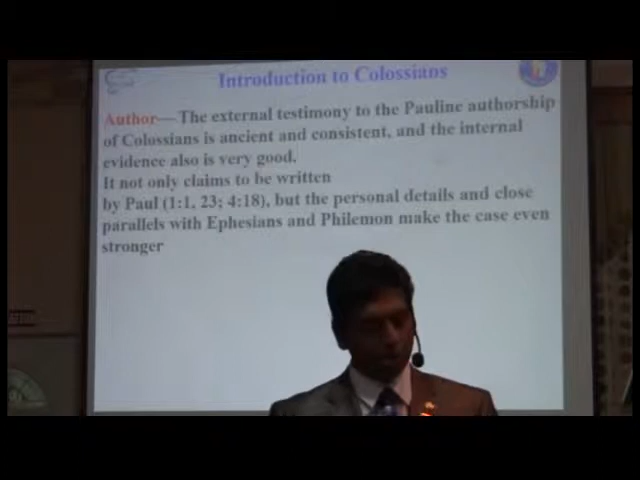 Introduction to Colossians
Author—The external testimony to the Pauline authorship
of Colossians is ancient and consistent, and the internal
evidence also is very good.
It not only claims to be written
by Paul (1:1, 23; 4:18), but the personal details and close
parallels with Ephesians and Philemon make the case even
stronger